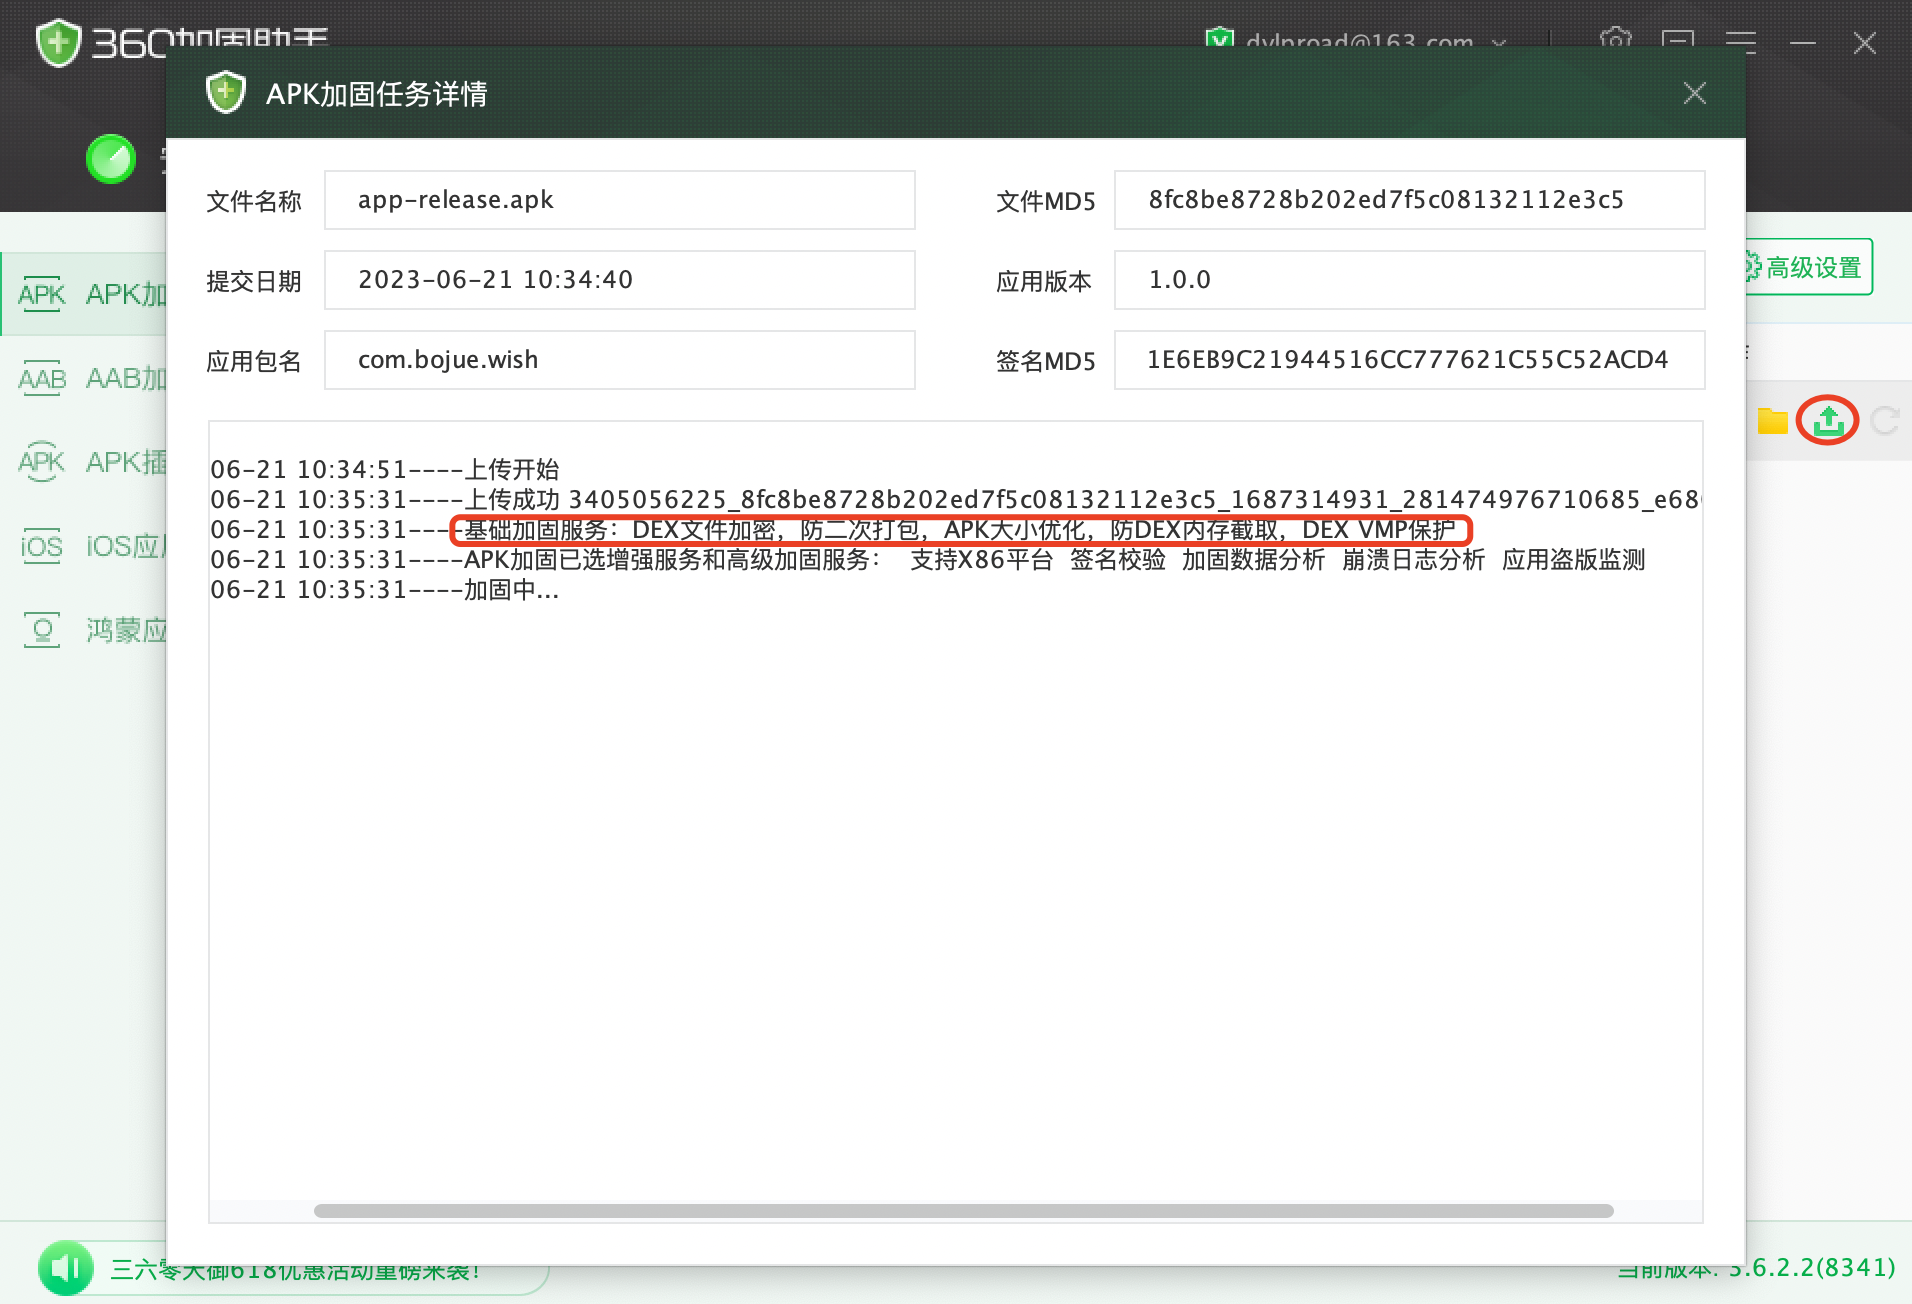 360加固助手
dylproad@163.com
APK加固任务详情
文件名称 app-release.apk 文件MD5 8fc8be8728b202ed7f5c08132112e3c5
提交日期 2023-06-21 10:34:40 应用版本 1.0.0
应用包名 com.bojue.wish 签名MD5 1E6EB9C21944516CC777621C55C52ACD4
高级设置
APK APK加
AAB AAB加
APK APK插
iOS iOS应
鸿蒙应
06-21 10:34:51----上传开始
06-21 10:35:31----上传成功 3405056225_8fc8be8728b202ed7f5c08132112e3c5_1687314931_281474976710685_e68
06-21 10:35:31----基础加固服务：DEX文件加密，防二次打包，APK大小优化，防DEX内存截取，DEX VMP保护
06-21 10:35:31----APK加固已选增强服务和高级加固服务： 支持X86平台 签名校验 加固数据分析 崩溃日志分析 应用盗版监测
06-21 10:35:31----加固中...
三六零天御618优惠活动重磅来袭!
当前版本: 3.6.2.2(8341)